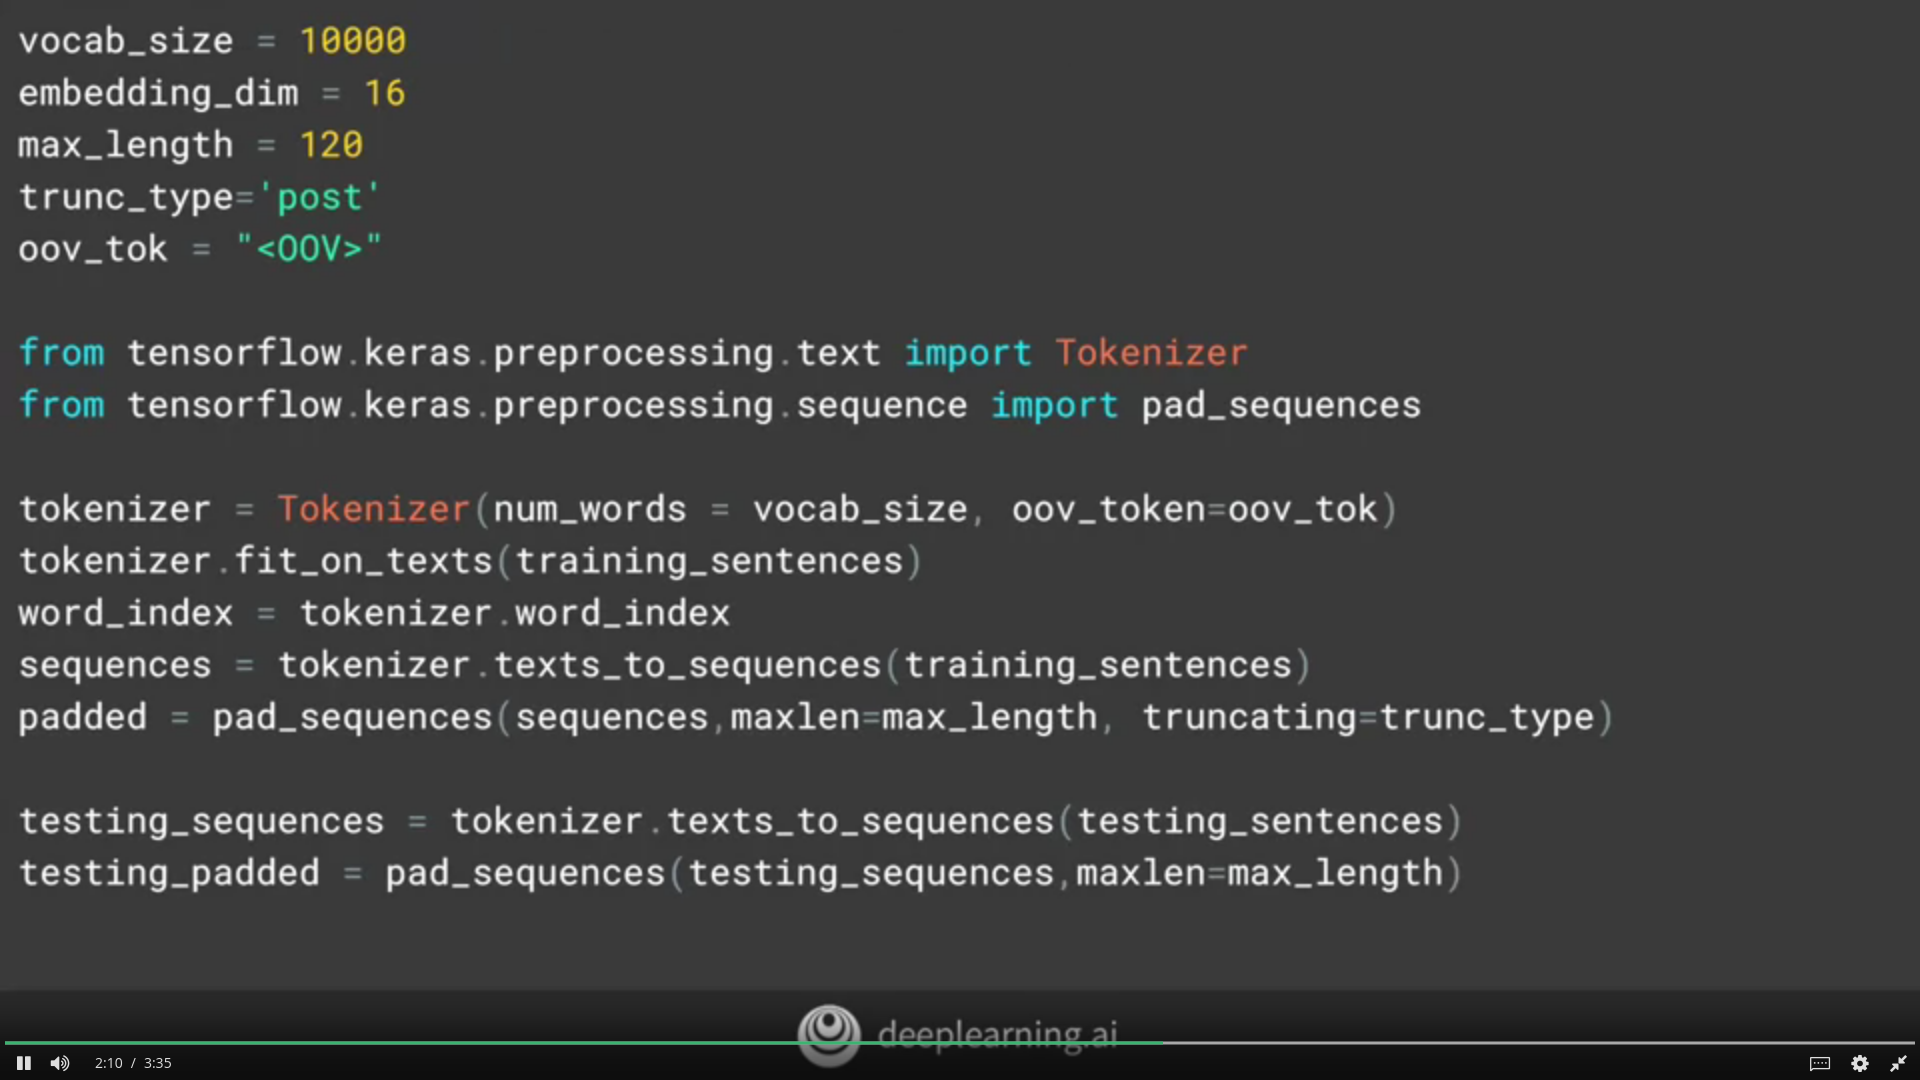 vocab_size = 10000
embedding_dim = 16
max_length = 120
trunc_type='post'
oov_tok = "<OOV>"
from tensorflow.keras.preprocessing.text import Tokenizer
from tensorflow.keras.preprocessing.sequence import pad_sequences
tokenizer = Tokenizer(num_words = vocab_size, oov_token=oov_tok)
tokenizer.fit_on_texts(training_sentences)
word_index = tokenizer.word_index
sequences = tokenizer.texts_to_sequences(training_sentences)
padded = pad_sequences(sequences,maxlen=max_length, truncating=trunc_type)
testing_sequences = tokenizer.texts_to_sequences(testing_sentences)
testing_padded = pad_sequences(testing_sequences,maxlen=max_length)
deeplearning.ai
2:10 / 3:35